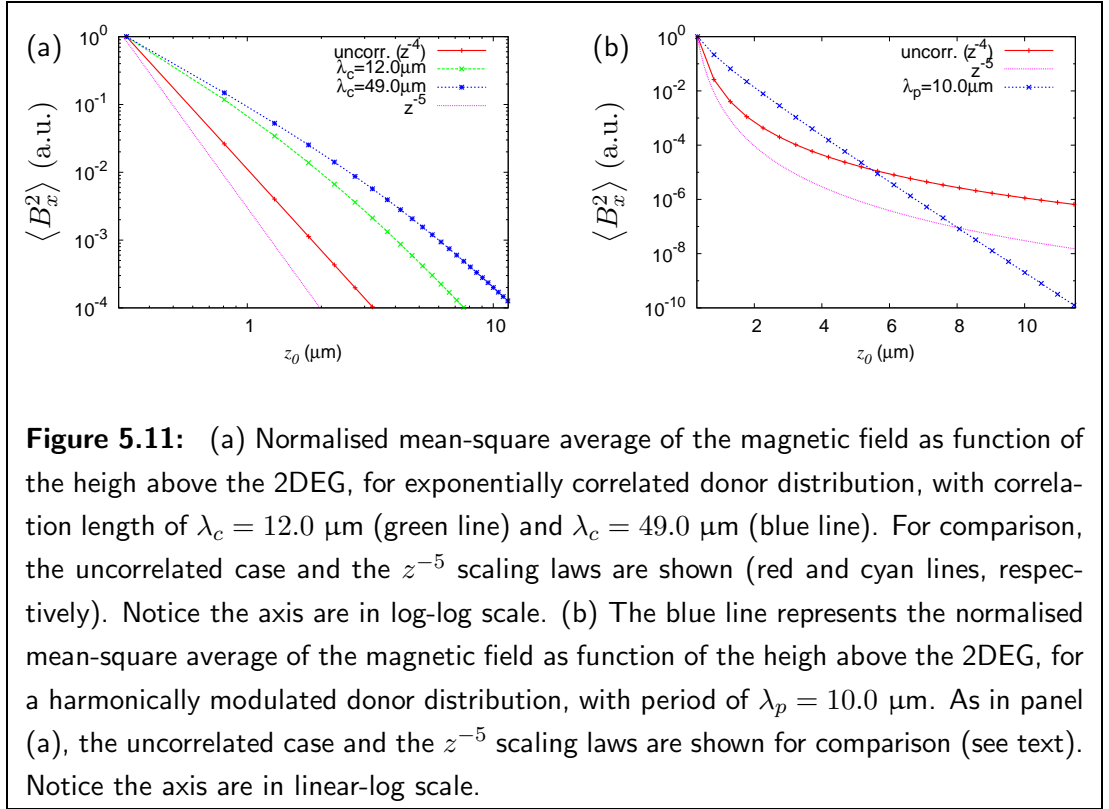 (a)
10^0
10^-1
10^-2
10^-3
10^-4
⟨B_x^2⟩ (a.u.)
uncorr. (z^-4)
λ_c=12.0μm
λ_c=49.0μm
z^-5
1
10
z_0 (μm)
(b)
10^0
10^-2
10^-4
10^-6
10^-8
10^-10
⟨B_x^2⟩ (a.u.)
uncorr. (z^-4)
z^-5
λ_p=10.0μm
2
4
6
8
10
z_0 (μm)
Figure 5.11: (a) Normalised mean-square average of the magnetic field as function of
the heigh above the 2DEG, for exponentially correlated donor distribution, with correla-
tion length of λ_c = 12.0 μm (green line) and λ_c = 49.0 μm (blue line). For comparison,
the uncorrelated case and the z^-5 scaling laws are shown (red and cyan lines, respec-
tively). Notice the axis are in log-log scale. (b) The blue line represents the normalised
mean-square average of the magnetic field as function of the heigh above the 2DEG, for
a harmonically modulated donor distribution, with period of λ_p = 10.0 μm. As in panel
(a), the uncorrelated case and the z^-5 scaling laws are shown for comparison (see text).
Notice the axis are in linear-log scale.